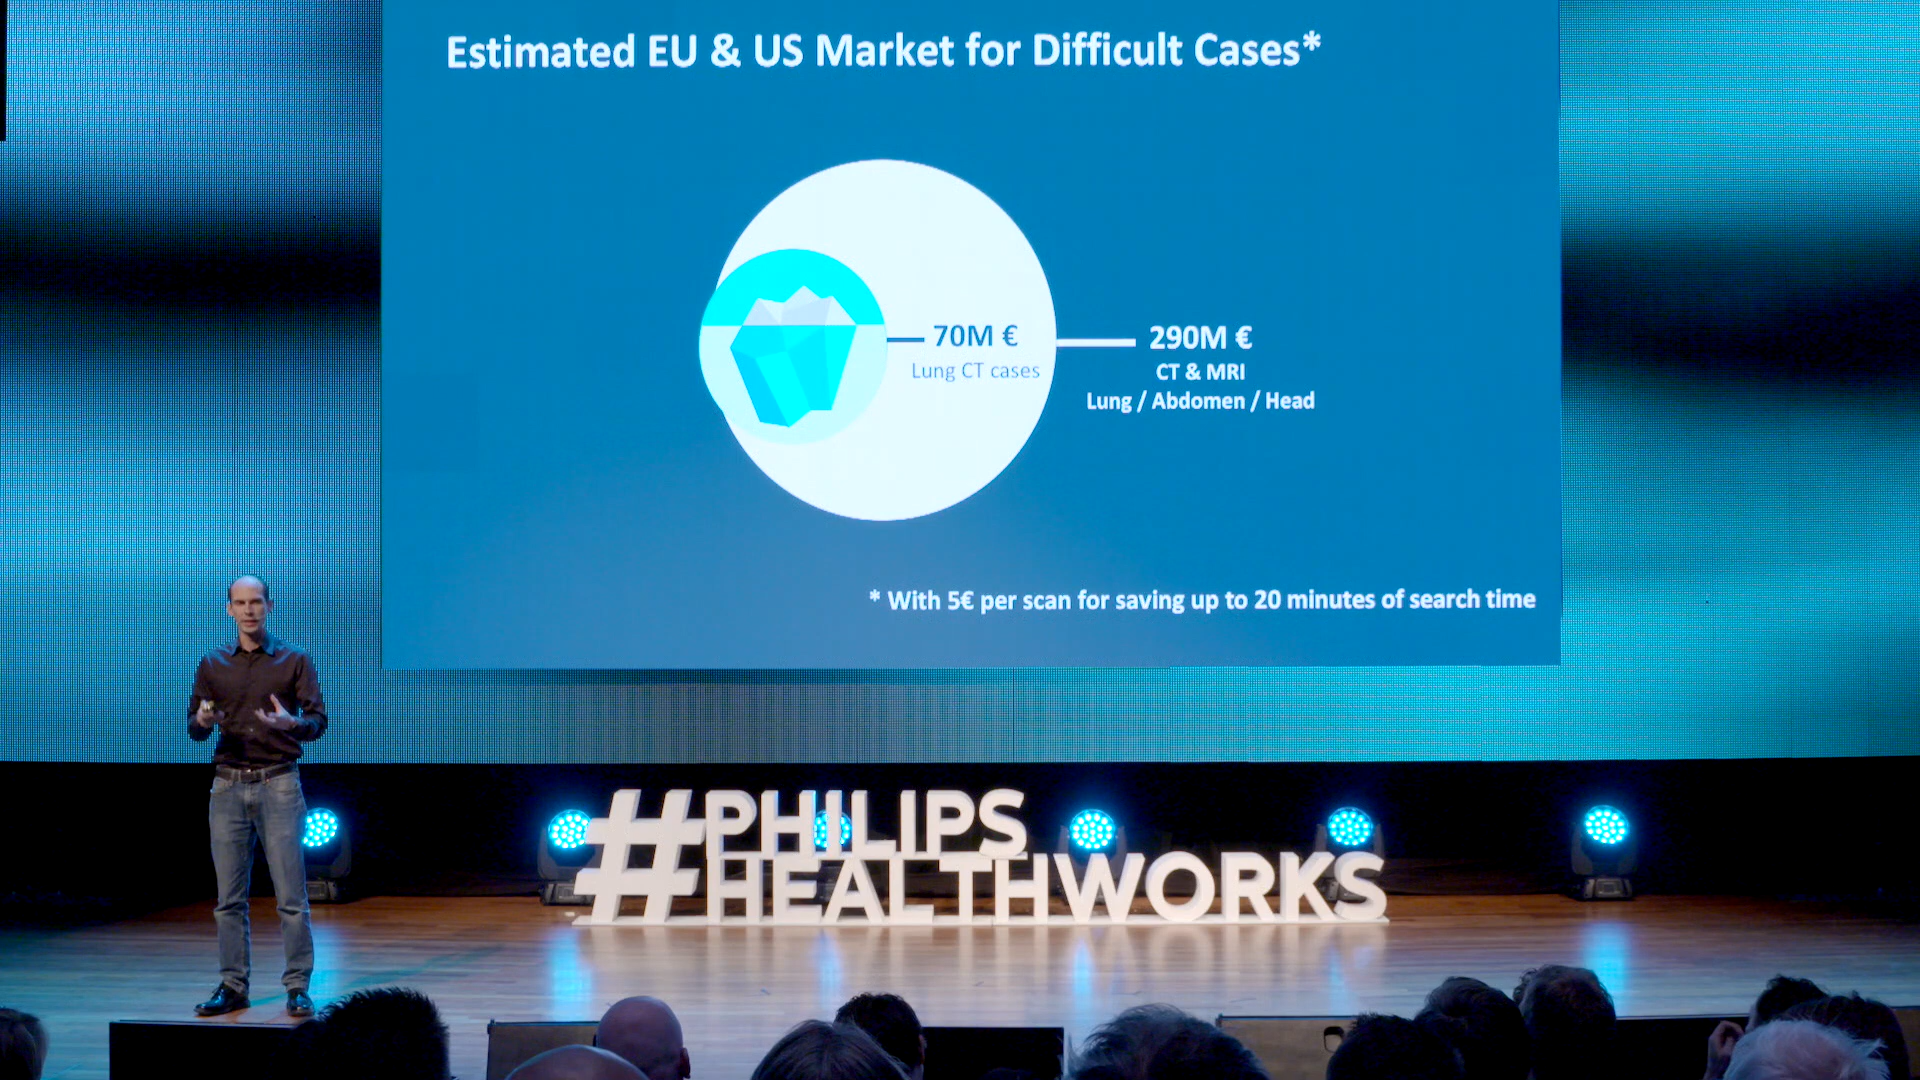 Estimated EU & US Market for Difficult Cases*
70M €
Lung CT cases
290M €
CT & MRI
Lung / Abdomen / Head
* With 5€ per scan for saving up to 20 minutes of search time
#PHILIPS
HEALTHWORKS